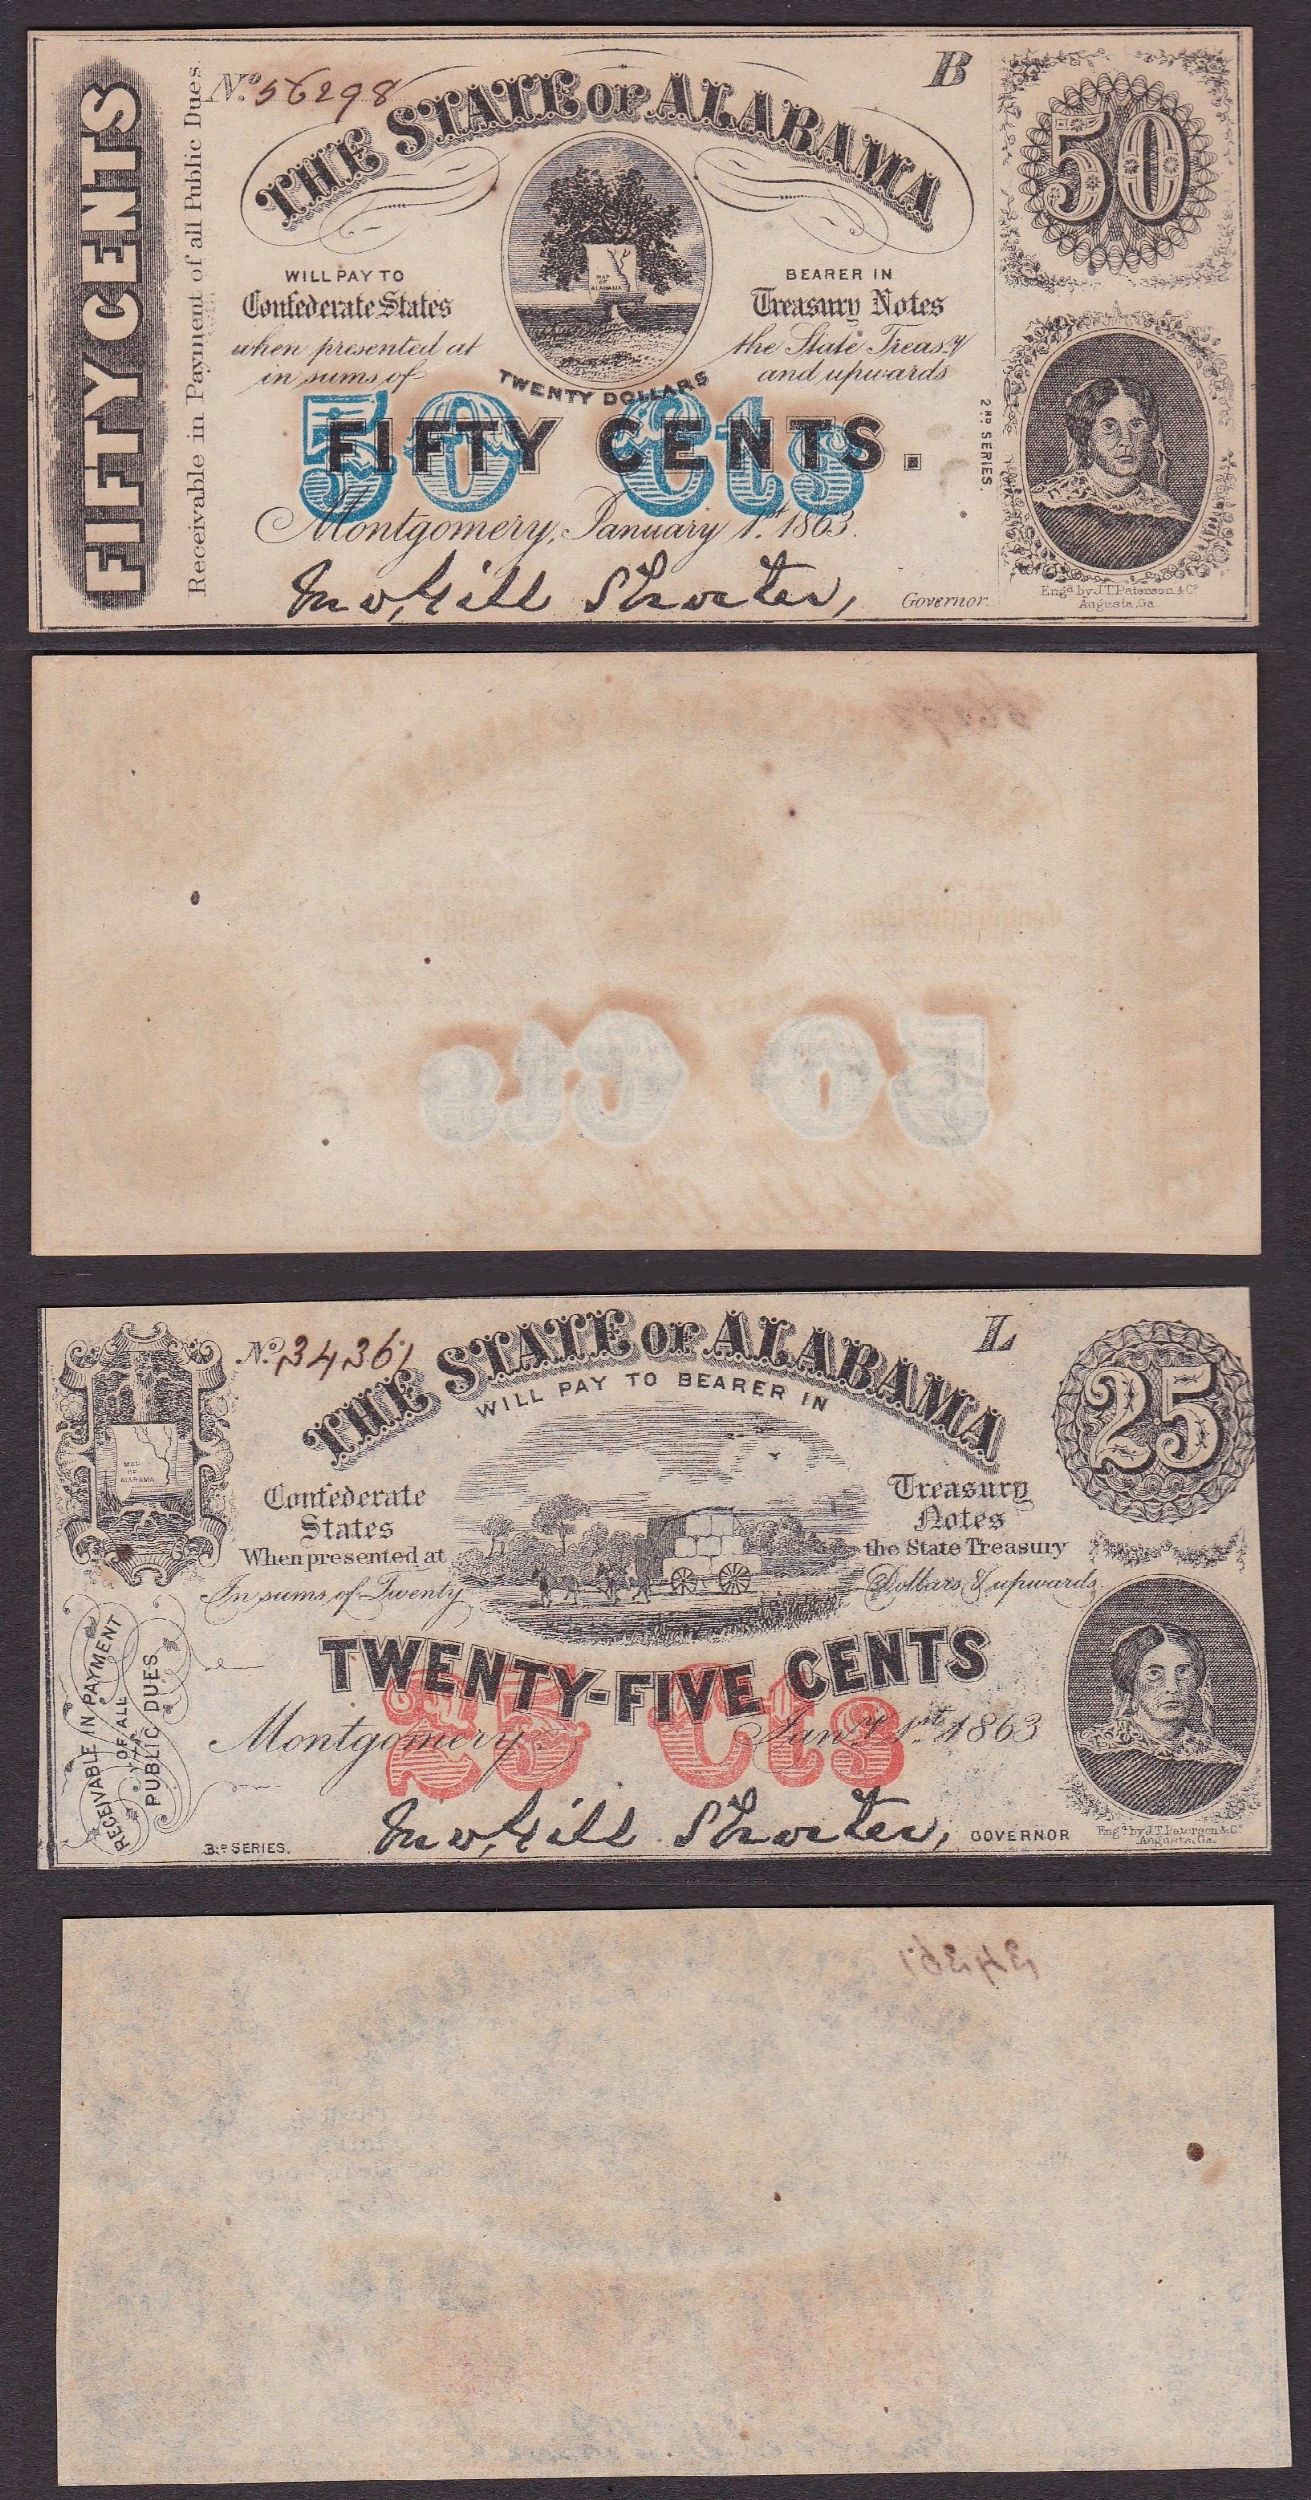 FIFTY CENTS
Receivable in Payment of all Public Dues.
No. 56298
B
THE STATE OF ALABAMA
50
MAP
OF
ALABAMA
WILL PAY TO
BEARER IN
Confederate States
Treasury Notes
when presented at
the State Treasy
in sums of
TWENTY DOLLARS
and upwards
50 Cts
FIFTY CENTS.
2ND SERIES.
Montgomery, January 1st. 1863.
Jno, Gill Shorter,
Governor.
Engd. by J.T. Paterson & Co.
Augusta, Ga
No. 34361
L
THE STATE OF ALABAMA
WILL PAY TO BEARER IN
25
MAP
OF
ALABAMA
Confederate
States
Treasury
Notes
When presented at
the State Treasury
In sums of Twenty
Dollars & upwards
TWENTY-FIVE CENTS
25 Cts
Montgomery
Jany 1st. 1863
RECEIVABLE IN PAYMENT
OF ALL
PUBLIC DUES
3RD SERIES.
Jno, Gill Shorter,
GOVERNOR
Engd. by J.T. Paterson & Co.
Augusta, Ga.